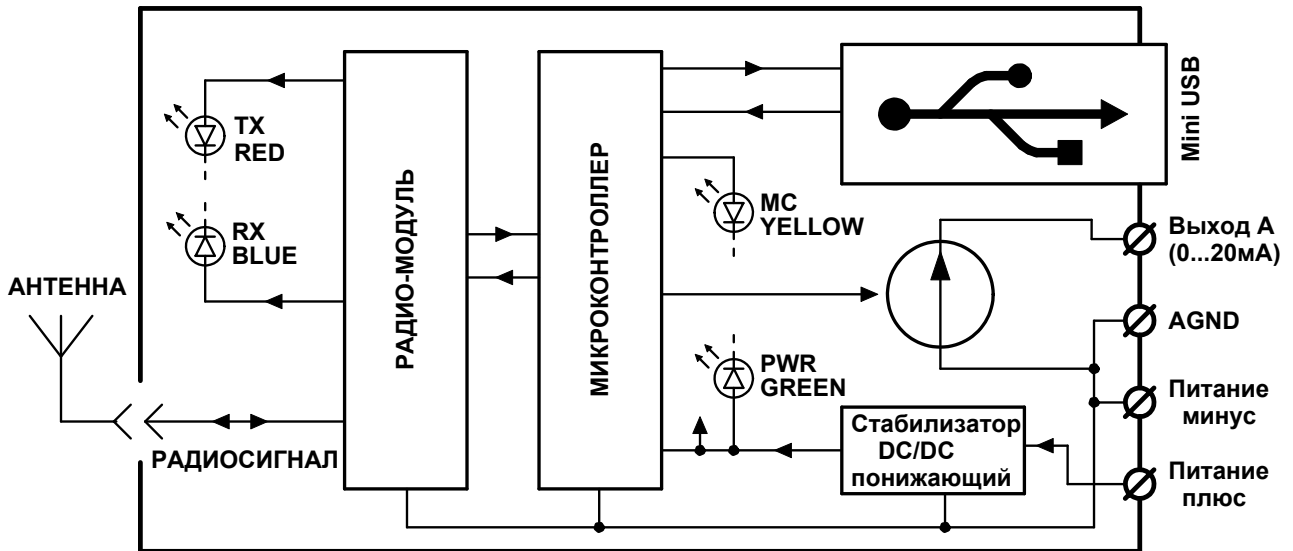 TX
RED
RX
BLUE
АНТЕННА
РАДИОСИГНАЛ
РАДИО-МОДУЛЬ
МИКРОКОНТРОЛЛЕР
MC
YELLOW
PWR
GREEN
Стабилизатор
DC/DC
понижающий
Mini USB
Выход A
(0...20мА)
AGND
Питание
минус
Питание
плюс